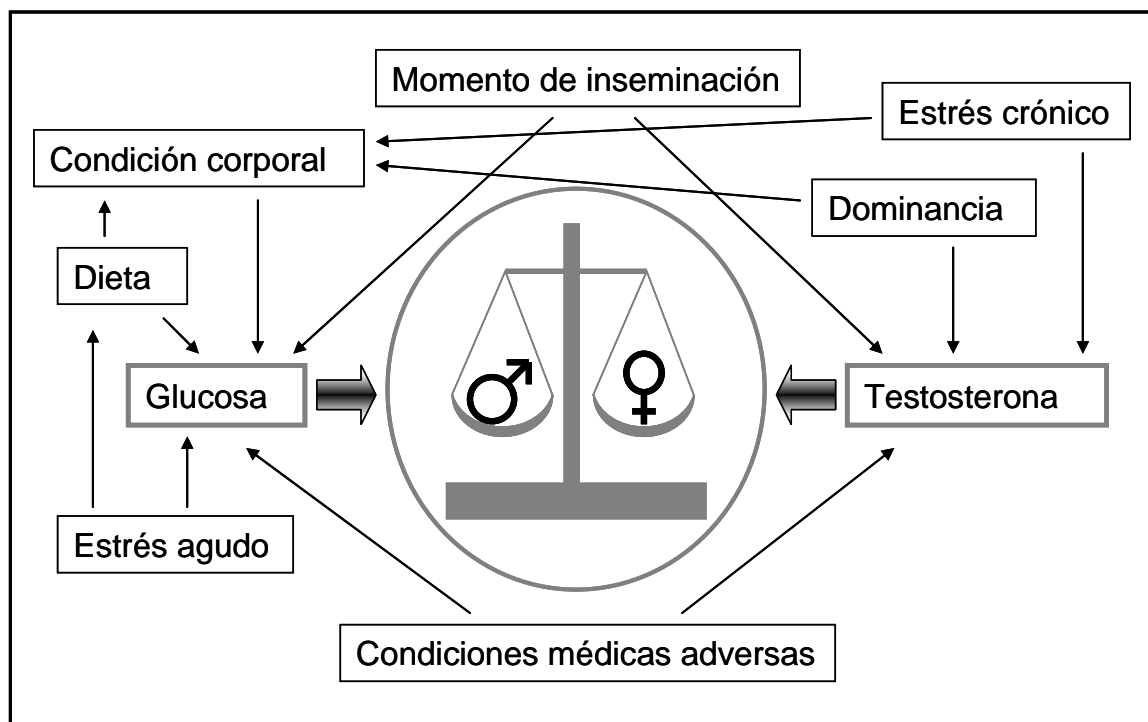 Momento de inseminación
Estrés crónico
Condición corporal
Dominancia
Dieta
Glucosa
Testosterona
Estrés agudo
Condiciones médicas adversas